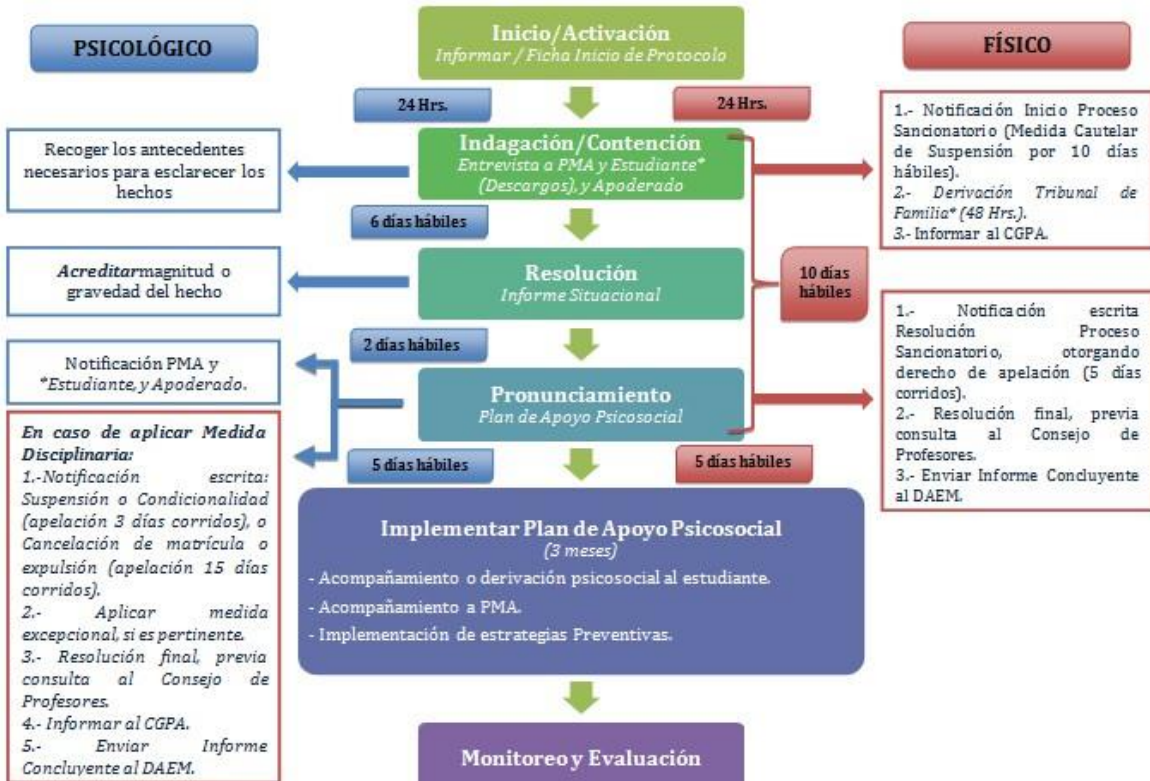 PSICOLÓGICO
Inicio/Activación
Informar / Ficha Inicio de Protocolo
FÍSICO
24 Hrs.
24 Hrs.
Recoger los antecedentes
necesarios para esclarecer los
hechos
Indagación/Contención
Entrevista a PMA y Estudiante*
(Descargos), y Apoderado
1.- Notificación Inicio Proceso
Sancionatorio (Medida Cautelar
de Suspensión por 10 días
hábiles).
2.- Derivación Tribunal de
Familia* (48 Hrs.).
3.- Informar al CGPA.
6 días hábiles
Acreditarmagnitud o
gravedad del hecho
Resolución
Informe Situacional
10 días
hábiles
2 días hábiles
Notificación PMA y
*Estudiante, y Apoderado.
Pronunciamiento
Plan de Apoyo Psicosocial
1.- Notificación escrita
Resolución Proceso
Sancionatorio, otorgando
derecho de apelación (5 días
corridos).
2.- Resolución final, previa
consulta al Consejo de
Profesores.
3.- Enviar Informe Concluyente
al DAEM.
5 días hábiles
5 días hábiles
En caso de aplicar Medida
Disciplinaria:
1.-Notificación escrita:
Suspensión o Condicionalidad
(apelación 3 días corridos), o
Cancelación de matrícula o
expulsión (apelación 15 días
corridos).
2.- Aplicar medida
excepcional, si es pertinente.
3.- Resolución final, previa
consulta al Consejo de
Profesores.
4.- Informar al CGPA.
5.- Enviar Informe
Concluyente al DAEM.
Implementar Plan de Apoyo Psicosocial
(3 meses)
- Acompañamiento o derivación psicosocial al estudiante.
- Acompañamiento a PMA.
- Implementación de estrategias Preventivas.
Monitoreo y Evaluación